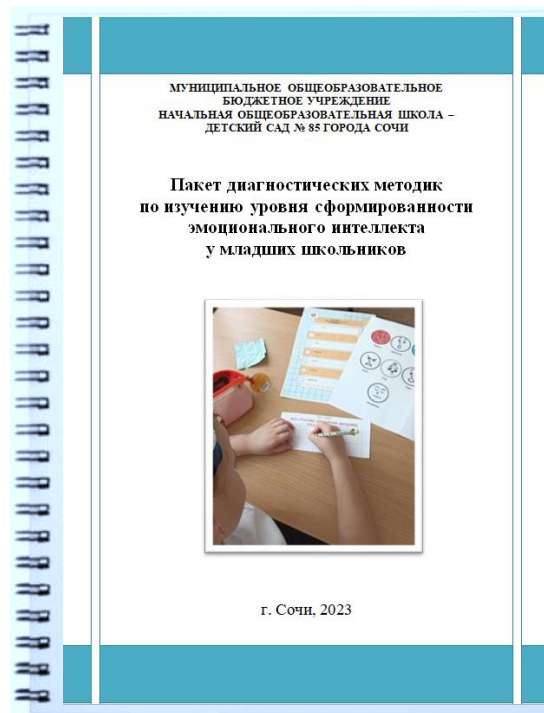 МУНИЦИПАЛЬНОЕ ОБЩЕОБРАЗОВАТЕЛЬНОЕ
БЮДЖЕТНОЕ УЧРЕЖДЕНИЕ
НАЧАЛЬНАЯ ОБЩЕОБРАЗОВАТЕЛЬНАЯ ШКОЛА –
ДЕТСКИЙ САД № 85 ГОРОДА СОЧИ
Пакет диагностических методик
по изучению уровня сформированности
эмоционального интеллекта
у младших школьников
г. Сочи, 2023